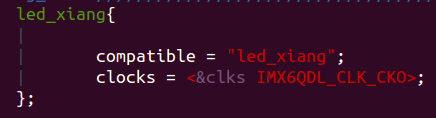 led_xiang{
|
|       compatible = "led_xiang";
|       clocks = <&clks IMX6QDL_CLK_CKO>;
};